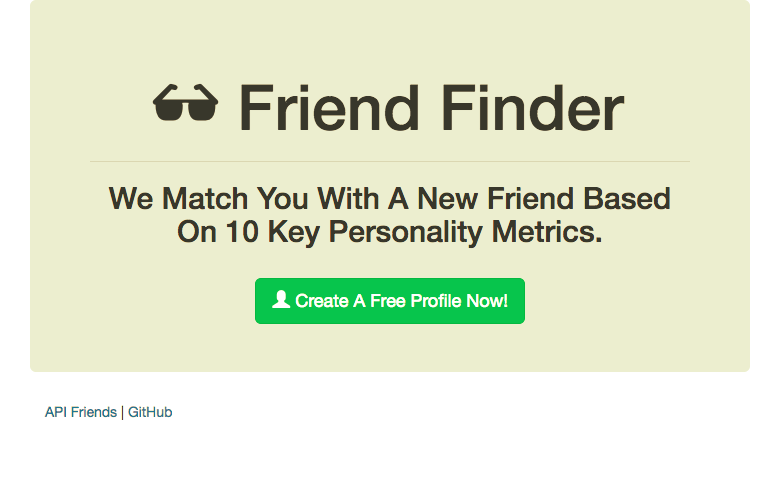 Friend Finder
We Match You With A New Friend Based
On 10 Key Personality Metrics.
Create A Free Profile Now!
API Friends | GitHub